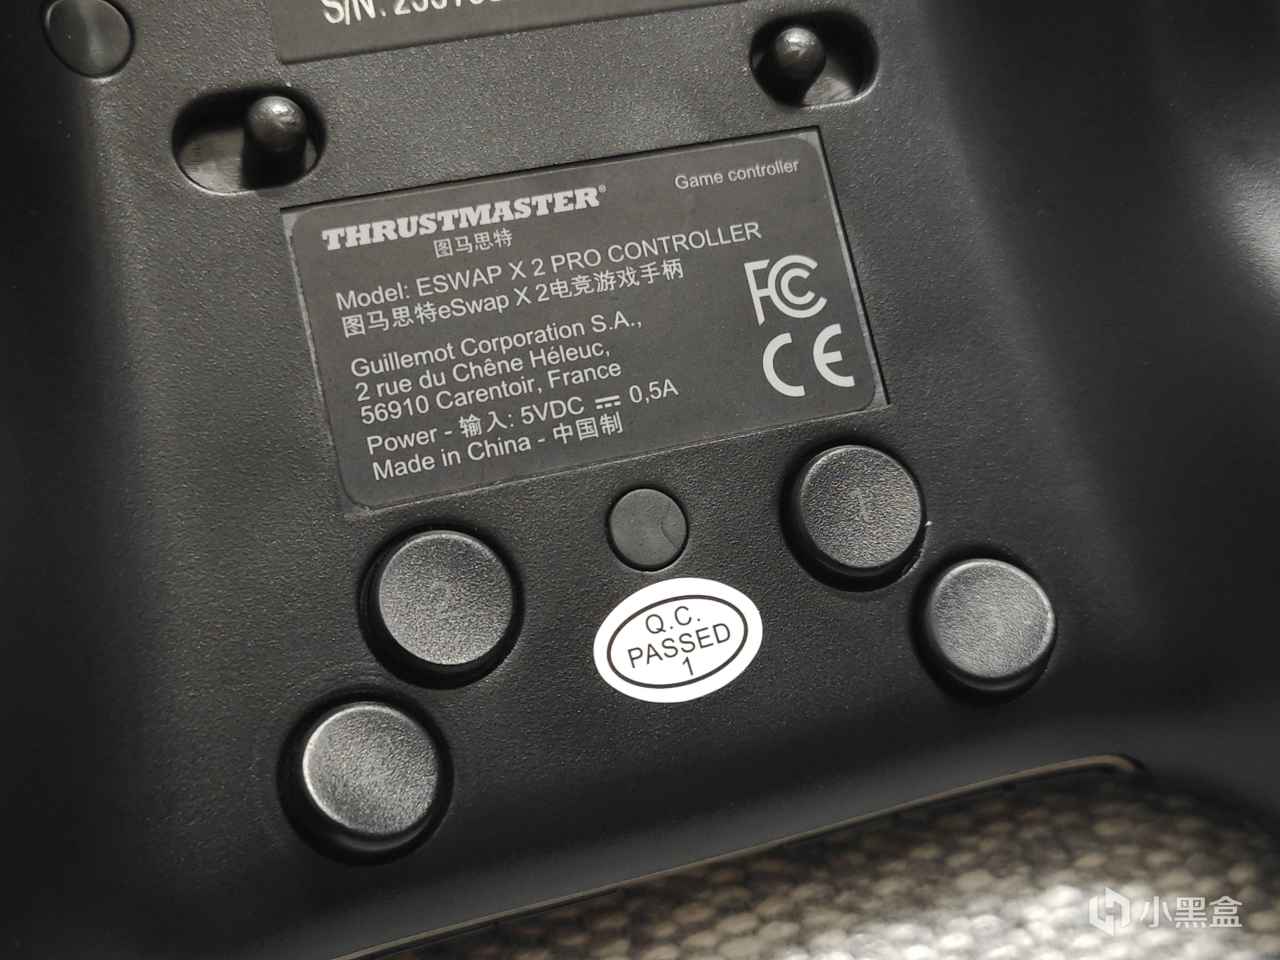 S/N:
THRUSTMASTER®
图马思特
Game controller
Model: ESWAP X 2 PRO CONTROLLER
图马思特eSwap X 2电竞游戏手柄
Guillemot Corporation S.A.,
2 rue du Chêne Héleuc,
56910 Carentoir, France
Power - 输入: 5VDC ⎓ 0,5A
Made in China - 中国制
FC
CE
Q.C.
PASSED
1
小黑盒